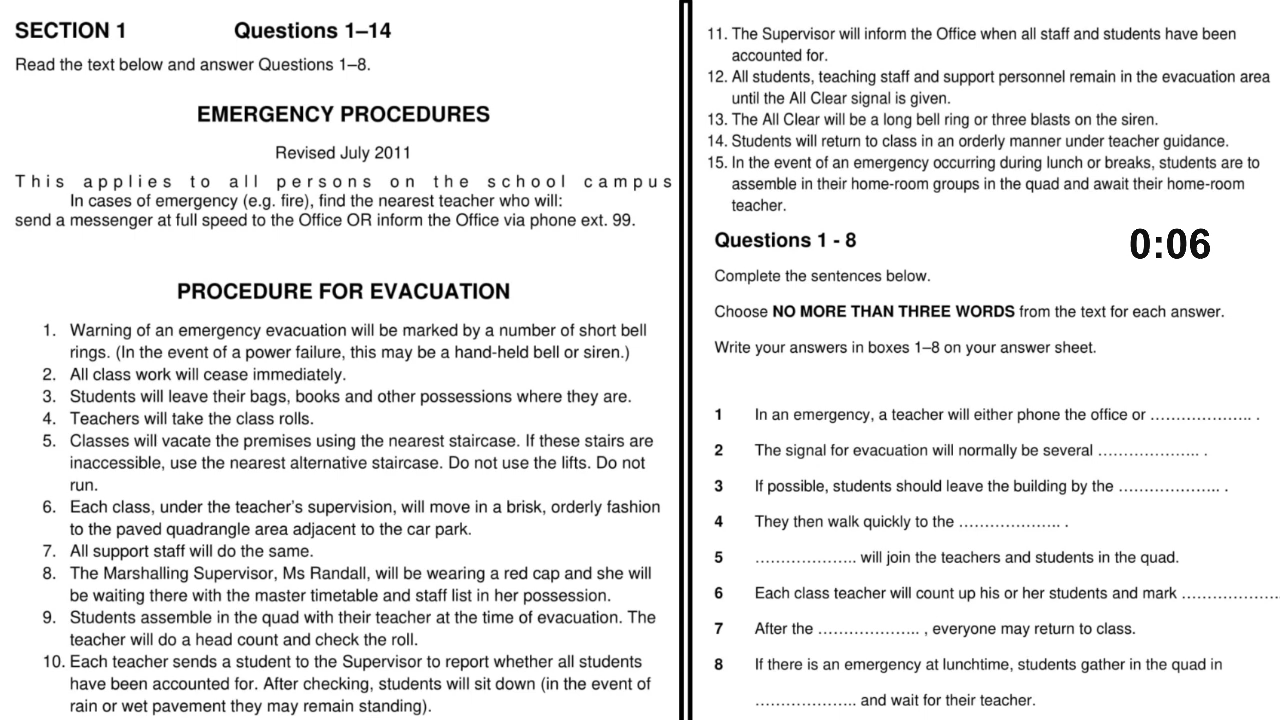 SECTION 1 Questions 1–14
Read the text below and answer Questions 1–8.
EMERGENCY PROCEDURES
Revised July 2011
This applies to all persons on the school campus
In cases of emergency (e.g. fire), find the nearest teacher who will:
send a messenger at full speed to the Office OR inform the Office via phone ext. 99.
PROCEDURE FOR EVACUATION
1. Warning of an emergency evacuation will be marked by a number of short bell
rings. (In the event of a power failure, this may be a hand-held bell or siren.)
2. All class work will cease immediately.
3. Students will leave their bags, books and other possessions where they are.
4. Teachers will take the class rolls.
5. Classes will vacate the premises using the nearest staircase. If these stairs are
inaccessible, use the nearest alternative staircase. Do not use the lifts. Do not
run.
6. Each class, under the teacher's supervision, will move in a brisk, orderly fashion
to the paved quadrangle area adjacent to the car park.
7. All support staff will do the same.
8. The Marshalling Supervisor, Ms Randall, will be wearing a red cap and she will
be waiting there with the master timetable and staff list in her possession.
9. Students assemble in the quad with their teacher at the time of evacuation. The
teacher will do a head count and check the roll.
10. Each teacher sends a student to the Supervisor to report whether all students
have been accounted for. After checking, students will sit down (in the event of
rain or wet pavement they may remain standing).
11. The Supervisor will inform the Office when all staff and students have been
accounted for.
12. All students, teaching staff and support personnel remain in the evacuation area
until the All Clear signal is given.
13. The All Clear will be a long bell ring or three blasts on the siren.
14. Students will return to class in an orderly manner under teacher guidance.
15. In the event of an emergency occurring during lunch or breaks, students are to
assemble in their home-room groups in the quad and await their home-room
teacher.
Questions 1 - 8
0:06
Complete the sentences below.
Choose NO MORE THAN THREE WORDS from the text for each answer.
Write your answers in boxes 1–8 on your answer sheet.
1 In an emergency, a teacher will either phone the office or ……………….. .
2 The signal for evacuation will normally be several ……………….. .
3 If possible, students should leave the building by the ……………….. .
4 They then walk quickly to the ……………….. .
5 ……………….. will join the teachers and students in the quad.
6 Each class teacher will count up his or her students and mark ………………..
7 After the ……………….. , everyone may return to class.
8 If there is an emergency at lunchtime, students gather in the quad in
……………….. and wait for their teacher.